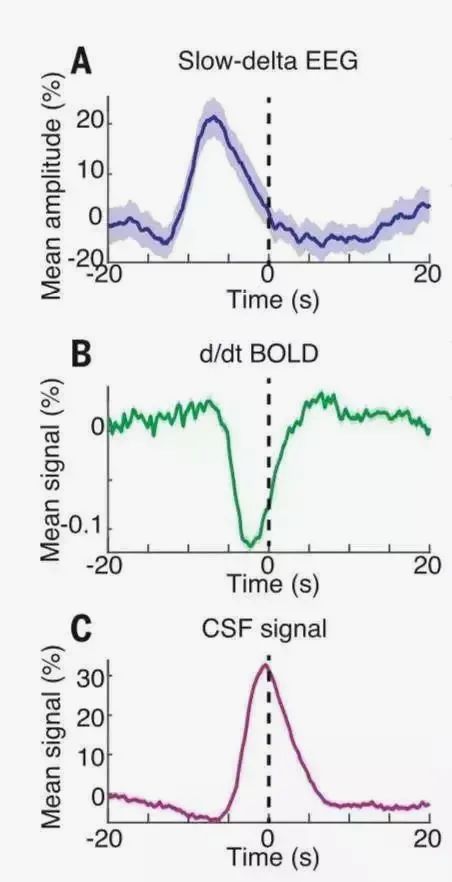 A
Slow-delta EEG
Mean amplitude (%)
20
10
0
-20
-20
0
20
Time (s)
B
d/dt BOLD
Mean signal (%)
0
-0.1
-20
0
20
Time (s)
C
CSF signal
Mean signal (%)
30
20
10
0
-20
0
20
Time (s)